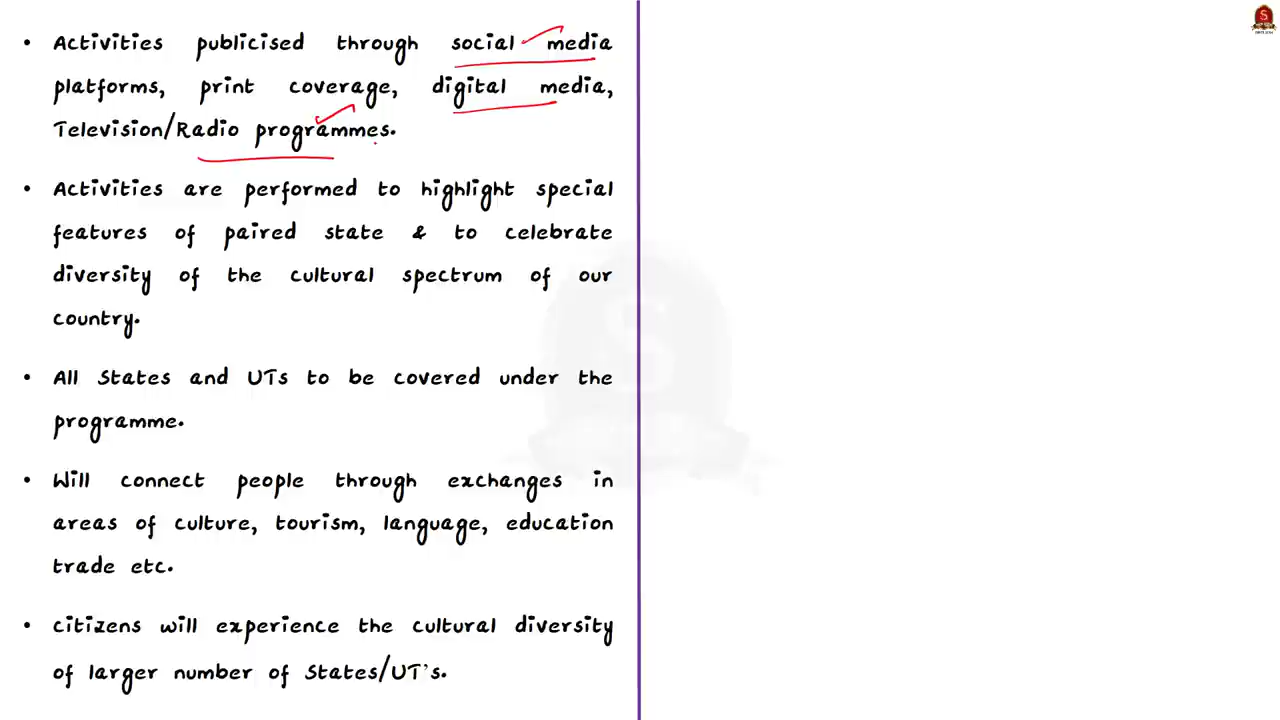 • Activities publicised through social media
platforms, print coverage, digital media,
Television/Radio programmes.
• Activities are performed to highlight special
features of paired state & to celebrate
diversity of the cultural spectrum of our
country.
• All States and UTs to be covered under the
programme.
• Will connect people through exchanges in
areas of culture, tourism, language, education
trade etc.
• Citizens will experience the cultural diversity
of larger number of States/UT's.
S